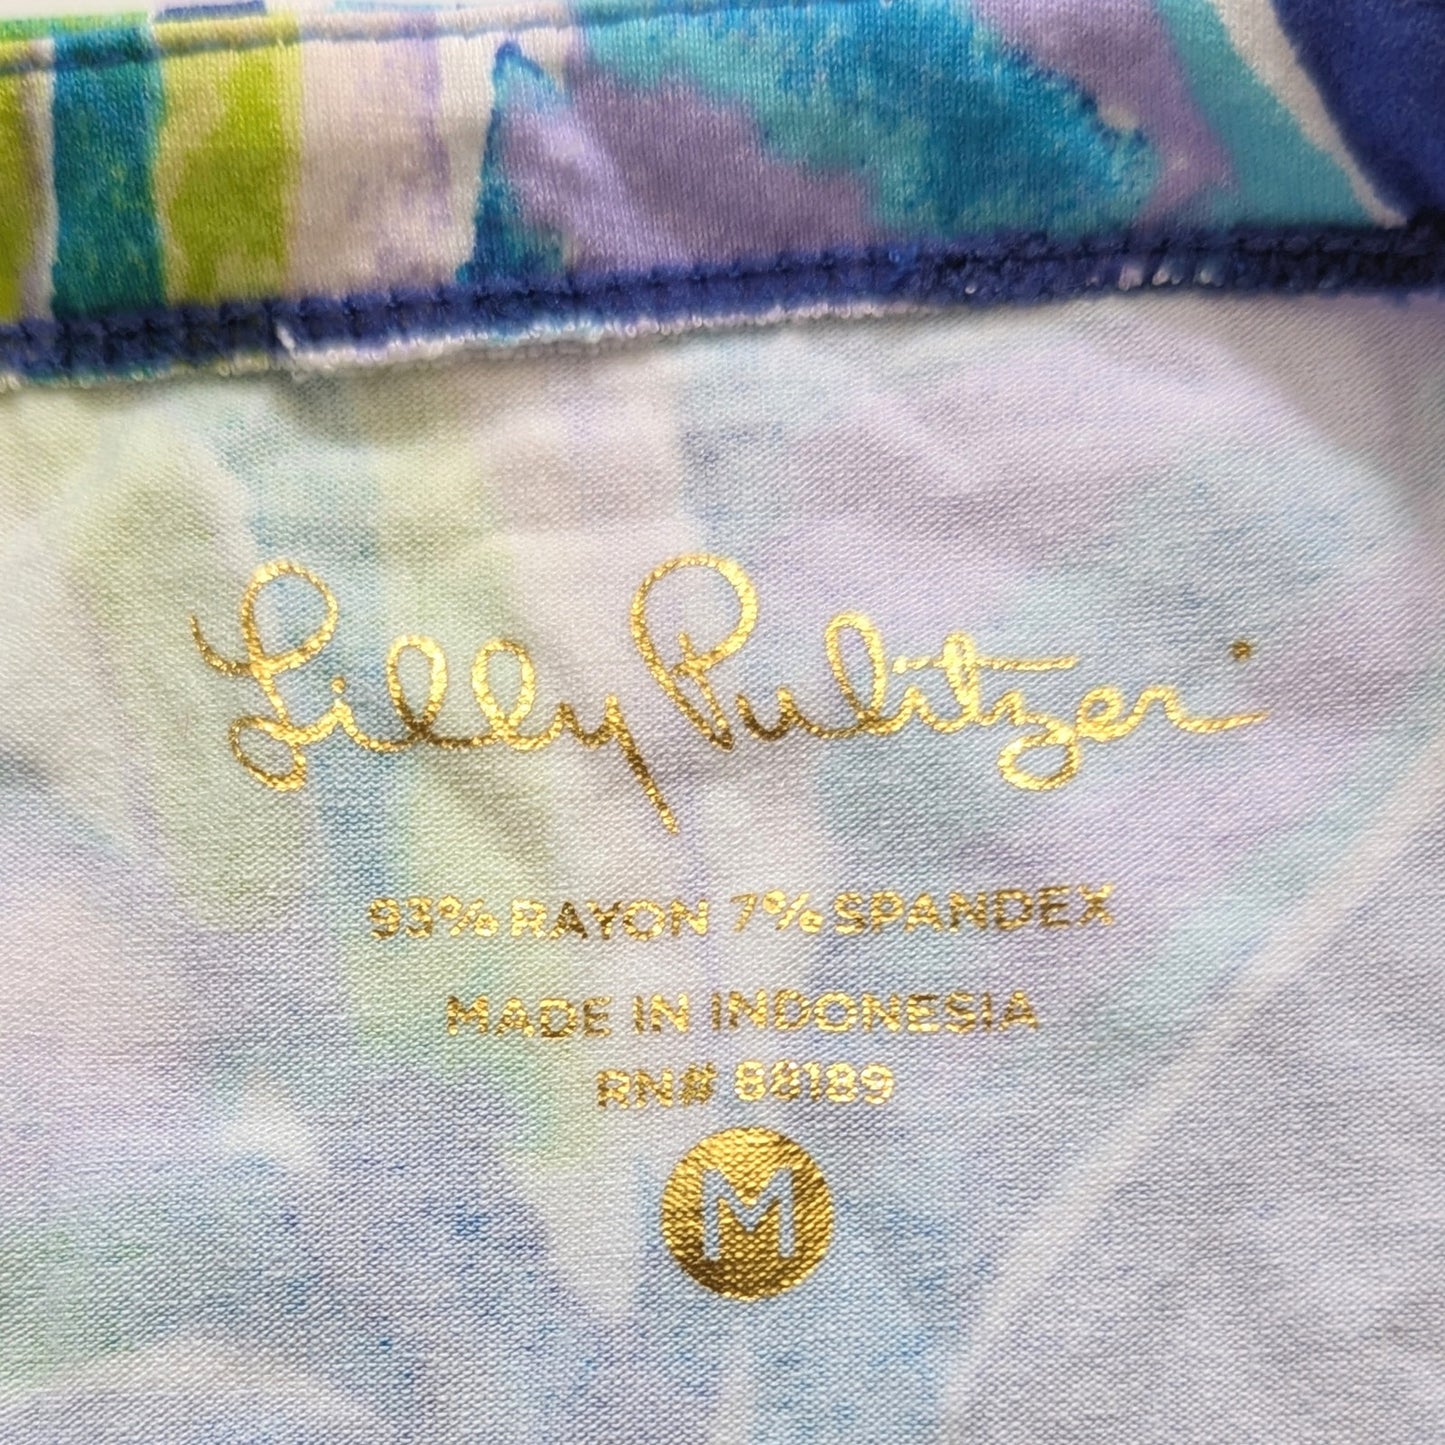 Lilly Pulitzer
93% RAYON 7% SPANDEX
MADE IN INDONESIA
RN# 88189
M